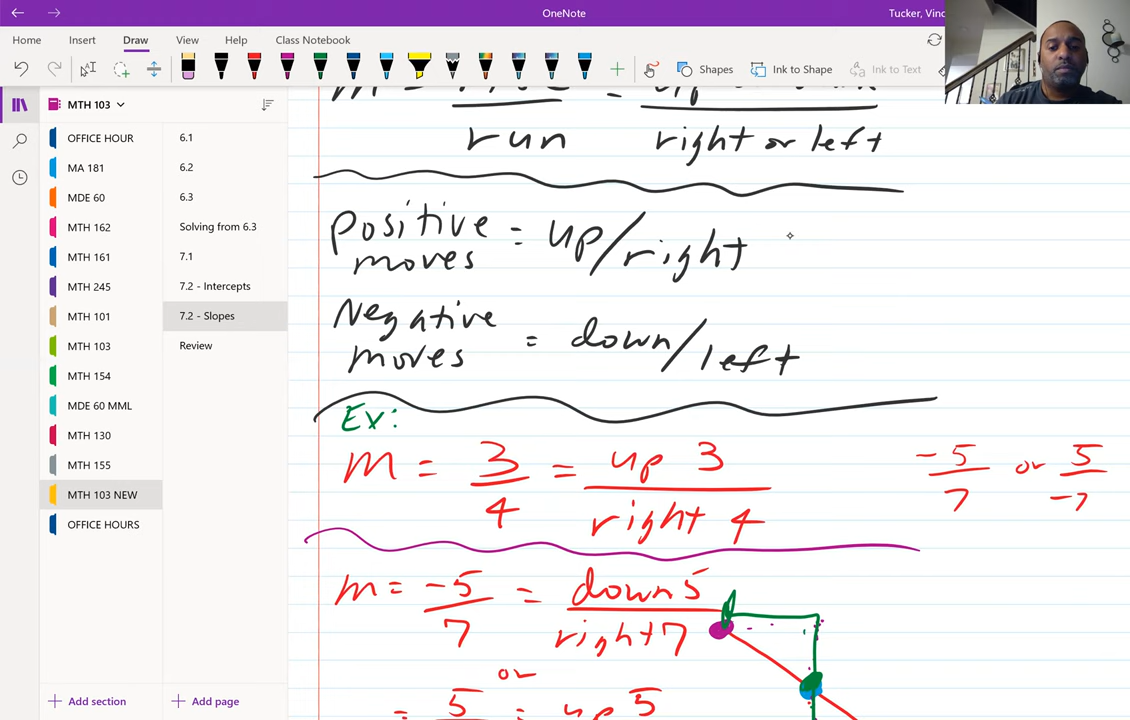 OneNote
Tucker, Vinc
Home Insert Draw View Help Class Notebook
Shapes Ink to Shape Ink to Text
MTH 103
OFFICE HOUR
MA 181
MDE 60
MTH 162
MTH 161
MTH 245
MTH 101
MTH 103
MTH 154
MDE 60 MML
MTH 130
MTH 155
MTH 103 NEW
OFFICE HOURS
Add section
6.1
6.2
6.3
Solving from 6.3
7.1
7.2 - Intercepts
7.2 - Slopes
Review
Add page
run right or left
Positive moves = up/right
Negative moves = down/left
Ex:
m = 3/4 = up 3/right 4
-5/7 or 5/-7
m = -5/7 = down 5/right 7
or
= 5 = up 5